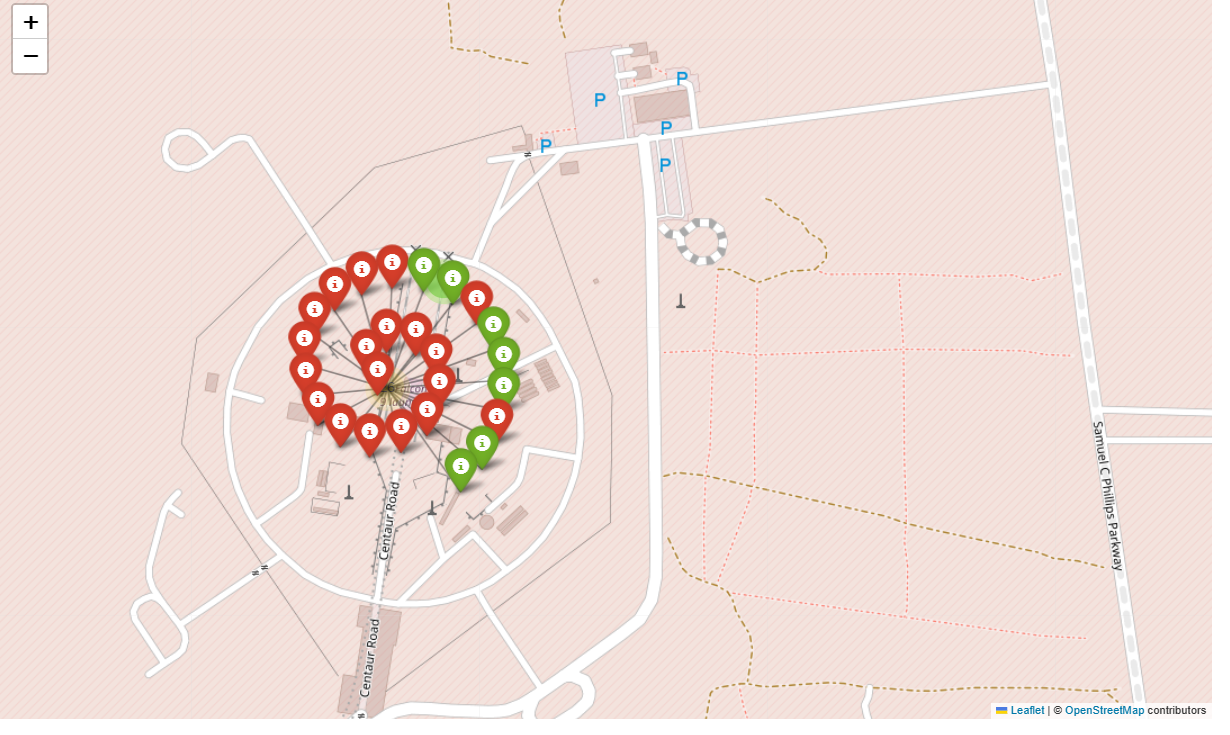 +
−
P
P
P
P
Centaur Road
Centaur Road
Samuel C Phillips Parkway
Leaflet | © OpenStreetMap contributors